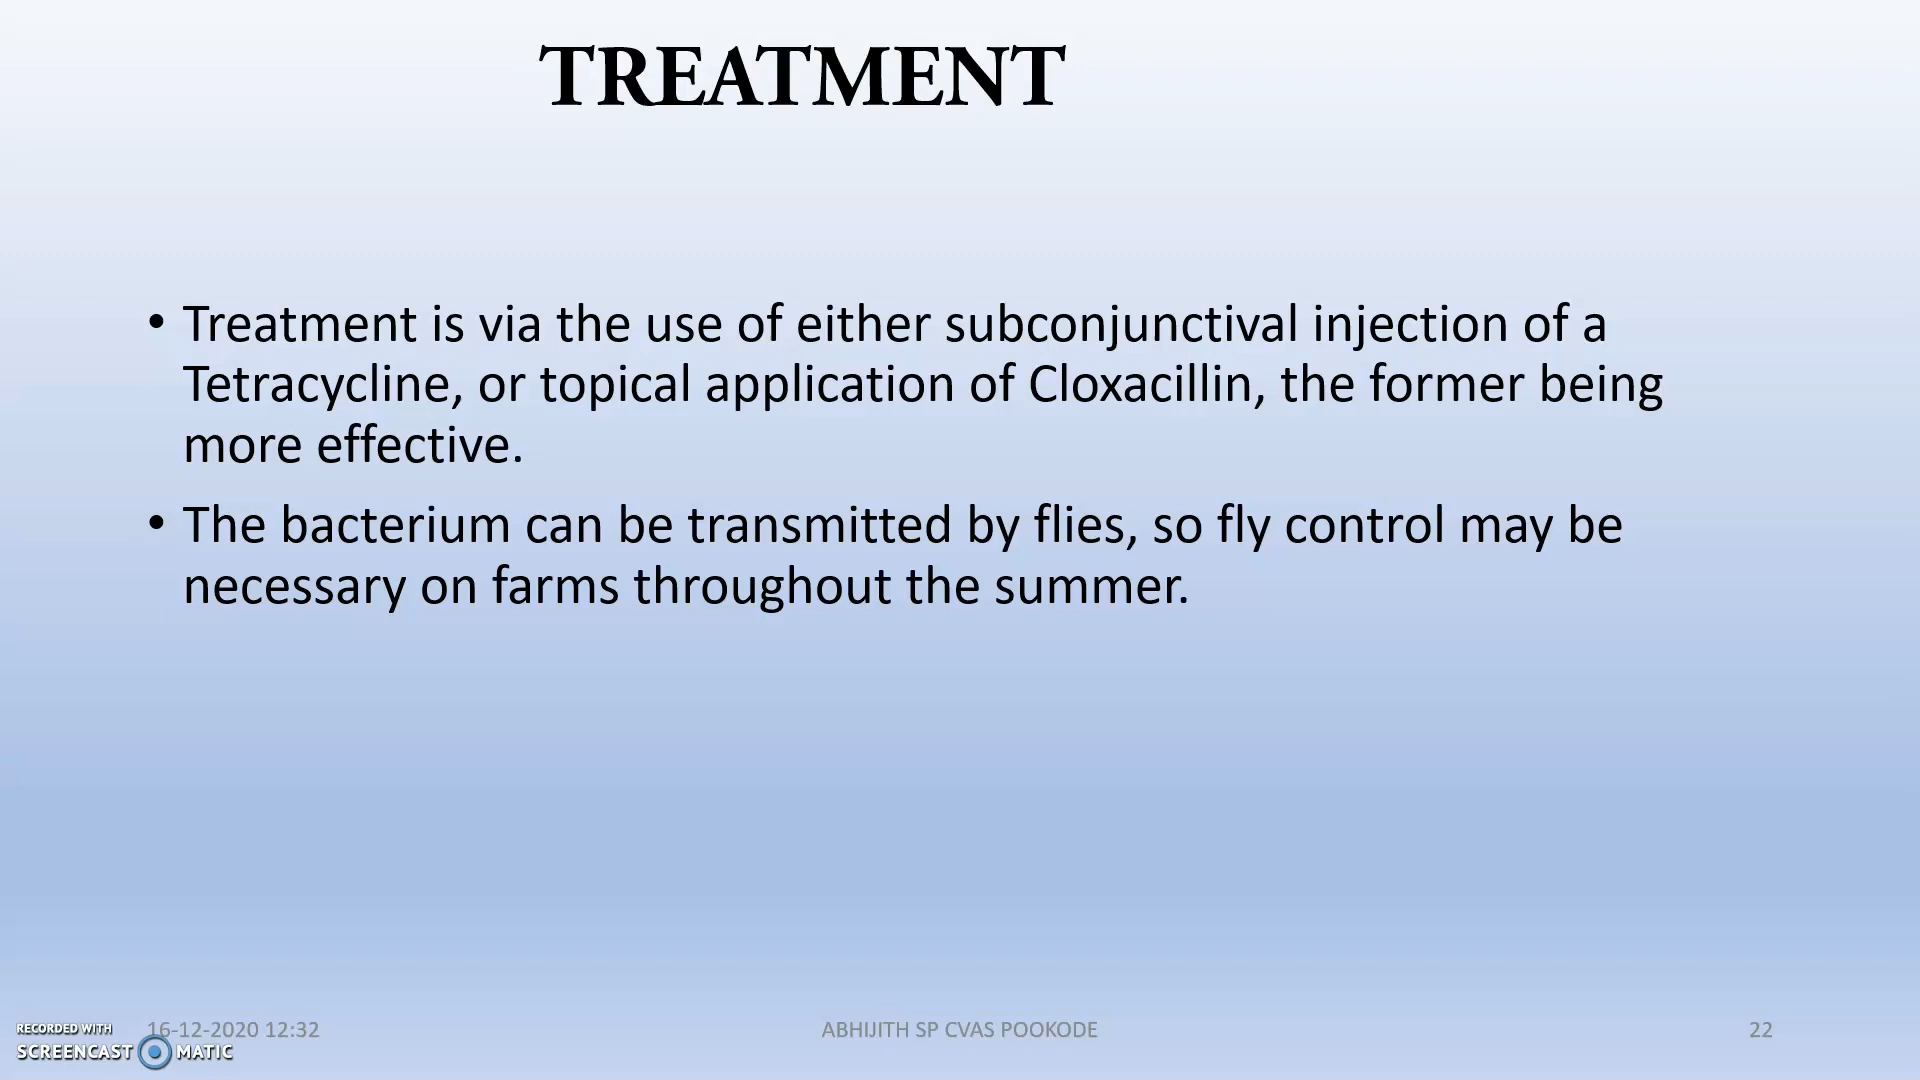 TREATMENT
• Treatment is via the use of either subconjunctival injection of a
Tetracycline, or topical application of Cloxacillin, the former being
more effective.
• The bacterium can be transmitted by flies, so fly control may be
necessary on farms throughout the summer.
16-12-2020 12:32
ABHIJITH SP CVAS POOKODE
22
RECORDED WITH
SCREENCAST MATIC